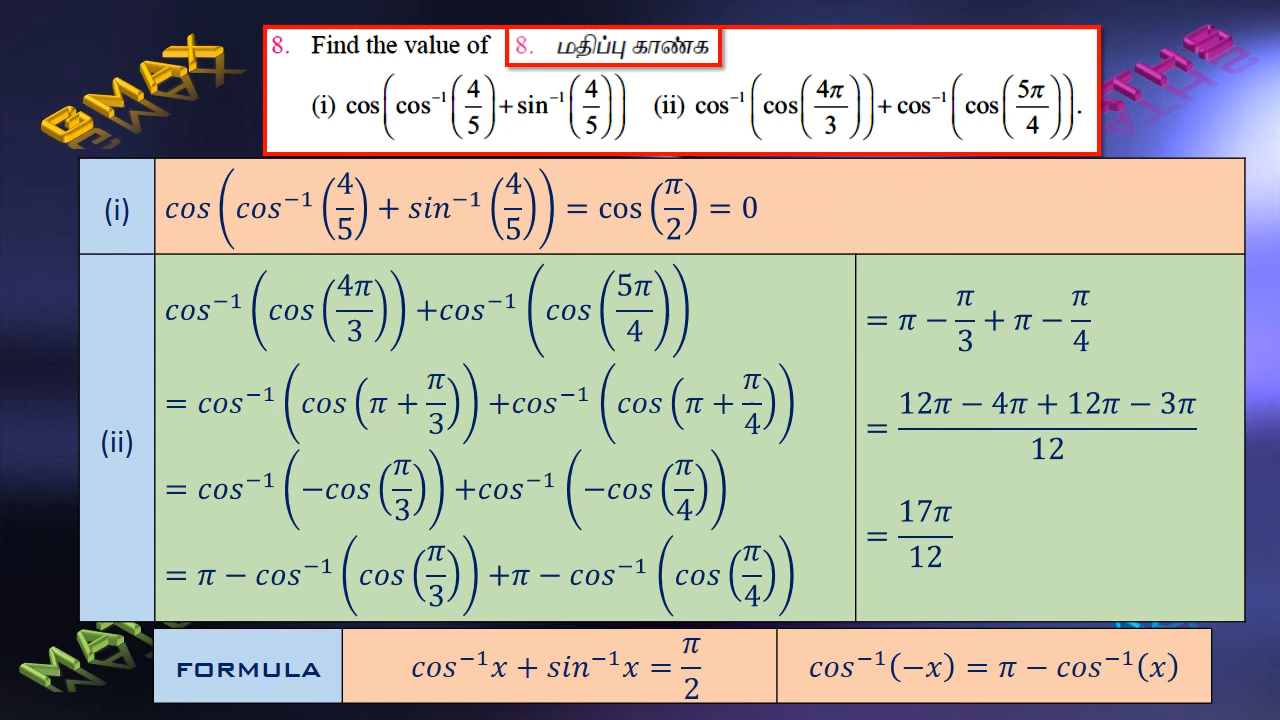 8. Find the value of 8. மதிப்பு காண்க
(i) cos(cos⁻¹(4/5)+sin⁻¹(4/5)) (ii) cos⁻¹(cos(4π/3))+cos⁻¹(cos(5π/4)).
(i) cos(cos⁻¹(4/5) + sin⁻¹(4/5)) = cos(π/2) = 0
(ii)
cos⁻¹(cos(4π/3)) +cos⁻¹(cos(5π/4))
= cos⁻¹(cos(π + π/3)) +cos⁻¹(cos(π + π/4))
= cos⁻¹(−cos(π/3)) +cos⁻¹(−cos(π/4))
= π − cos⁻¹(cos(π/3)) +π − cos⁻¹(cos(π/4))
= π − π/3 + π − π/4
= (12π − 4π + 12π − 3π)/12
= 17π/12
FORMULA cos⁻¹x + sin⁻¹x = π/2 cos⁻¹(−x) = π − cos⁻¹(x)